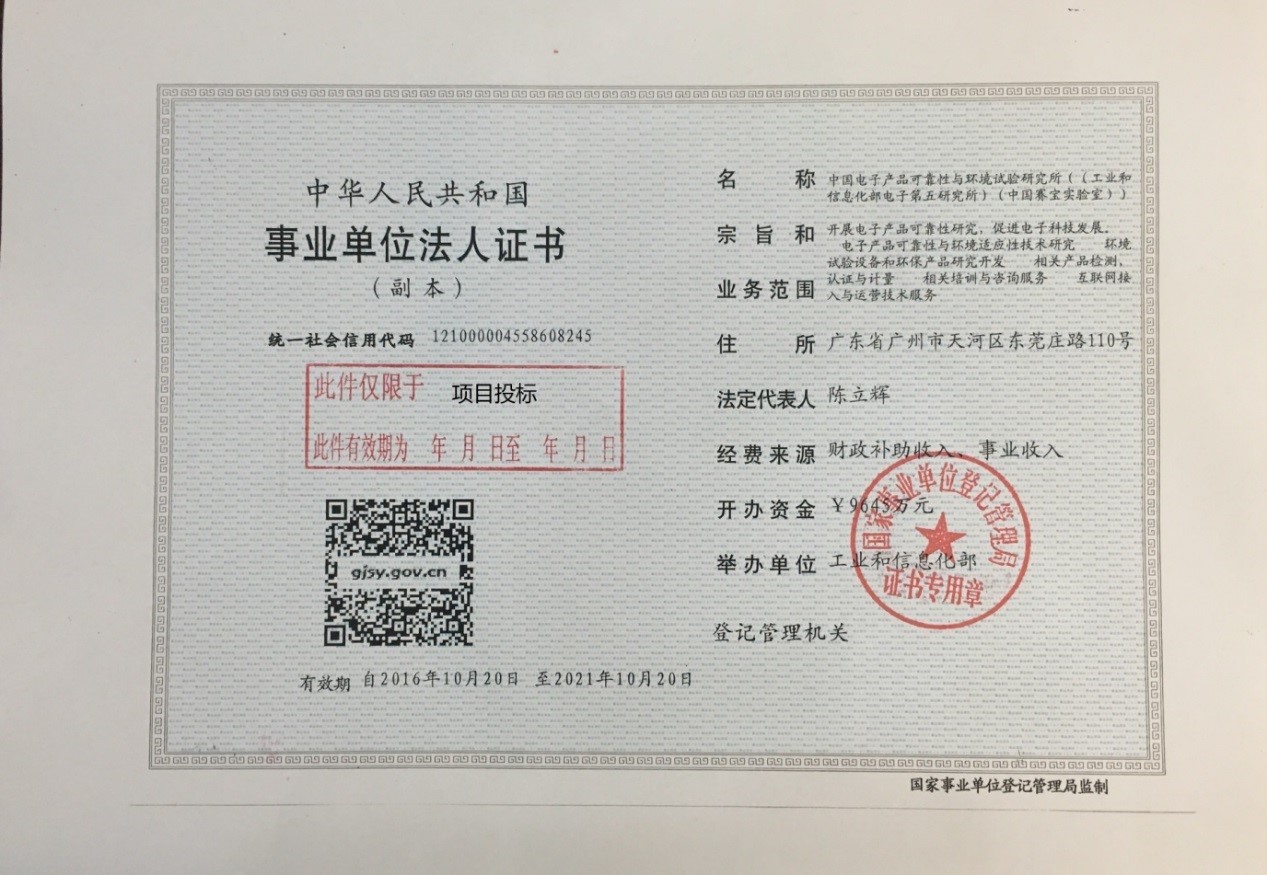 中华人民共和国
事业单位法人证书
（副本）
统一社会信用代码 121000004558608245
此件仅限于 项目投标
此件有效期为 年 月 日至 年 月 日
gjsy.gov.cn
有效期 自2016年10月20日 至2021年10月20日
名称 中国电子产品可靠性与环境试验研究所（（工业和
信息化部电子第五研究所）（中国赛宝实验室））
宗旨和
业务范围
开展电子产品可靠性研究，促进电子科技发展。
电子产品可靠性与环境适应性技术研究 环境
试验设备和环保产品研究开发 相关产品检测、
认证与计量 相关培训与咨询服务 互联网接
入与运营技术服务
住所 广东省广州市天河区东莞庄路110号
法定代表人 陈立辉
经费来源 财政补助收入、事业收入
开办资金 ￥9645万元
举办单位 工业和信息化部
登记管理机关
国家事业单位登记管理局
证书专用章
国家事业单位登记管理局监制